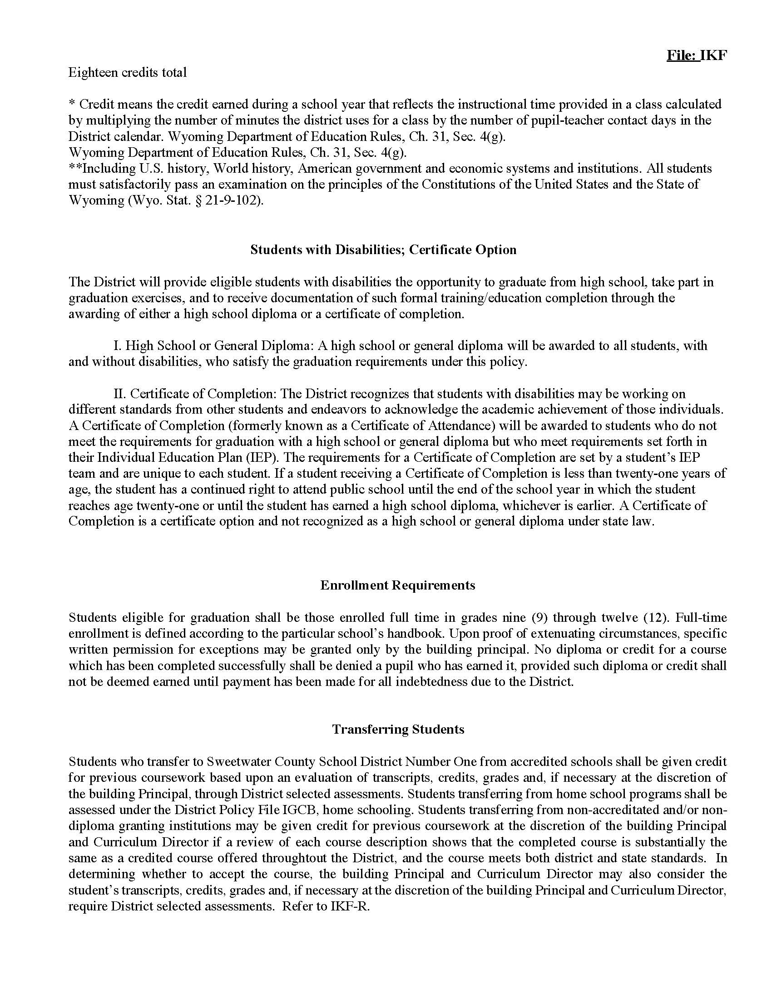 File: IKF
Eighteen credits total
* Credit means the credit earned during a school year that reflects the instructional time provided in a class calculated
by multiplying the number of minutes the district uses for a class by the number of pupil-teacher contact days in the
District calendar. Wyoming Department of Education Rules, Ch. 31, Sec. 4(g).
Wyoming Department of Education Rules, Ch. 31, Sec. 4(g).
**Including U.S. history, World history, American government and economic systems and institutions. All students
must satisfactorily pass an examination on the principles of the Constitutions of the United States and the State of
Wyoming (Wyo. Stat. § 21-9-102).
Students with Disabilities; Certificate Option
The District will provide eligible students with disabilities the opportunity to graduate from high school, take part in
graduation exercises, and to receive documentation of such formal training/education completion through the
awarding of either a high school diploma or a certificate of completion.
I. High School or General Diploma: A high school or general diploma will be awarded to all students, with
and without disabilities, who satisfy the graduation requirements under this policy.
II. Certificate of Completion: The District recognizes that students with disabilities may be working on
different standards from other students and endeavors to acknowledge the academic achievement of those individuals.
A Certificate of Completion (formerly known as a Certificate of Attendance) will be awarded to students who do not
meet the requirements for graduation with a high school or general diploma but who meet requirements set forth in
their Individual Education Plan (IEP). The requirements for a Certificate of Completion are set by a student’s IEP
team and are unique to each student. If a student receiving a Certificate of Completion is less than twenty-one years of
age, the student has a continued right to attend public school until the end of the school year in which the student
reaches age twenty-one or until the student has earned a high school diploma, whichever is earlier. A Certificate of
Completion is a certificate option and not recognized as a high school or general diploma under state law.
Enrollment Requirements
Students eligible for graduation shall be those enrolled full time in grades nine (9) through twelve (12). Full-time
enrollment is defined according to the particular school’s handbook. Upon proof of extenuating circumstances, specific
written permission for exceptions may be granted only by the building principal. No diploma or credit for a course
which has been completed successfully shall be denied a pupil who has earned it, provided such diploma or credit shall
not be deemed earned until payment has been made for all indebtedness due to the District.
Transferring Students
Students who transfer to Sweetwater County School District Number One from accredited schools shall be given credit
for previous coursework based upon an evaluation of transcripts, credits, grades and, if necessary at the discretion of
the building Principal, through District selected assessments. Students transferring from home school programs shall be
assessed under the District Policy File IGCB, home schooling. Students transferring from non-accreditated and/or non-
diploma granting institutions may be given credit for previous coursework at the discretion of the building Principal
and Curriculum Director if a review of each course description shows that the completed course is substantially the
same as a credited course offered throughtout the District, and the course meets both district and state standards.  In
determining whether to accept the course, the building Principal and Curriculum Director may also consider the
student’s transcripts, credits, grades and, if necessary at the discretion of the building Principal and Curriculum Director,
require District selected assessments.  Refer to IKF-R.